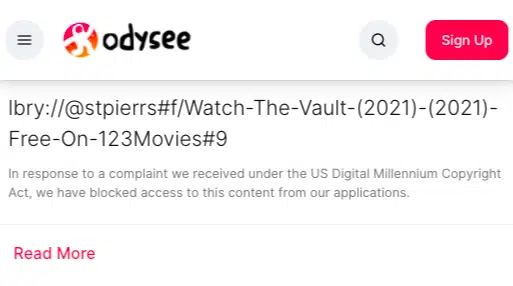 odysee
Sign Up
lbry://@stpierrs#f/Watch-The-Vault-(2021)-(2021)-
Free-On-123Movies#9
In response to a complaint we received under the US Digital Millennium Copyright
Act, we have blocked access to this content from our applications.
Read More